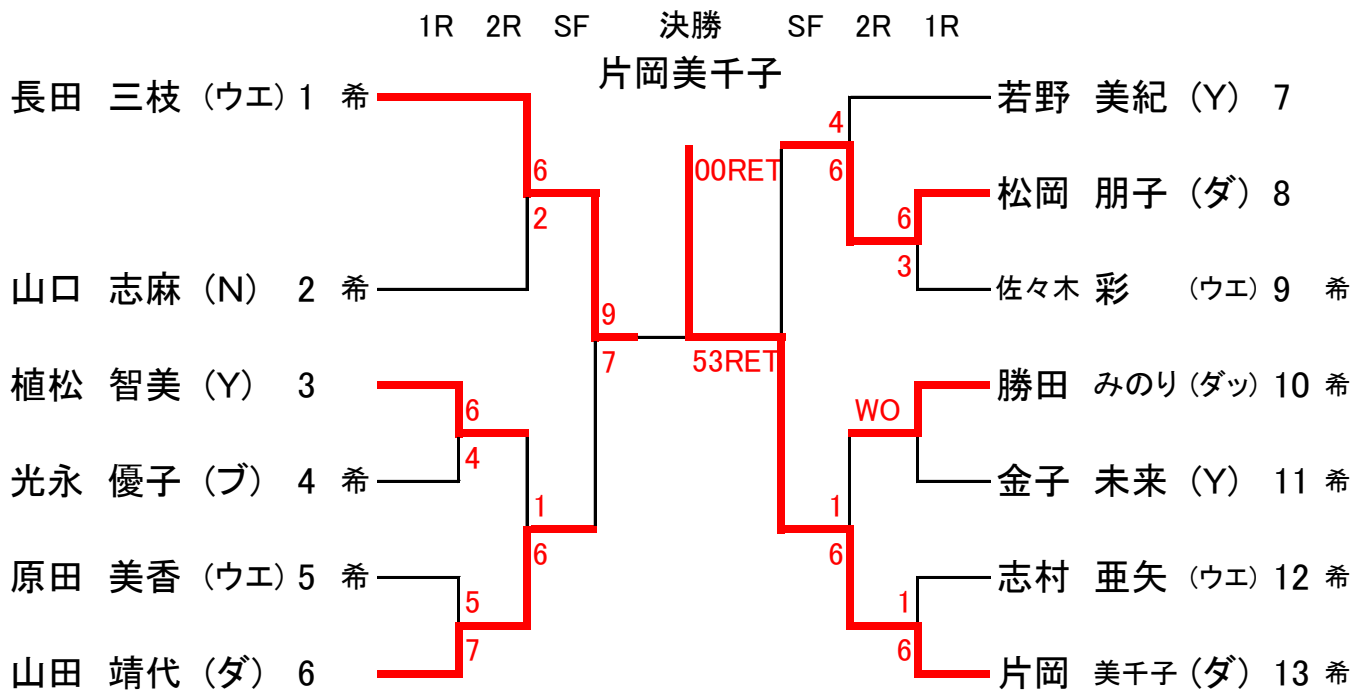 1R 2R SF 決勝 SF 2R 1R
片岡美千子
長田 三枝 (ウエ) 1 希
若野 美紀 (Y) 7
4
6
00RET
6
松岡 朋子 (ダ) 8
2
6
3
山口 志麻 (N) 2 希
佐々木 彩 (ウエ) 9 希
9
7
53RET
植松 智美 (Y) 3
勝田 みのり (ダッ) 10 希
6
WO
4
光永 優子 (ブ) 4 希
金子 未来 (Y) 11 希
1
1
6
6
原田 美香 (ウエ) 5 希
志村 亜矢 (ウエ) 12 希
5
1
7
6
山田 靖代 (ダ) 6
片岡 美千子 (ダ) 13 希